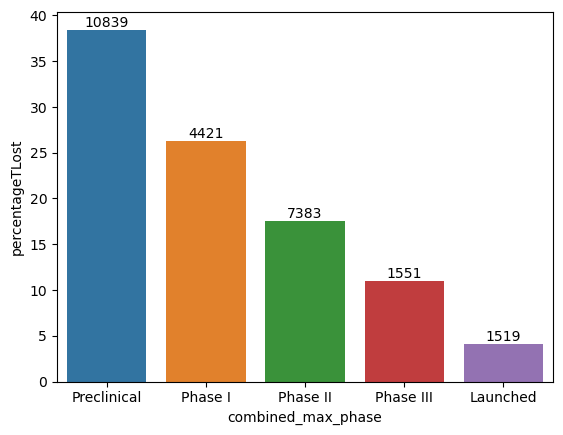 percentageTLost
40
35
30
25
20
15
10
5
0
10839
4421
7383
1551
1519
Preclinical
Phase I
Phase II
Phase III
Launched
combined_max_phase